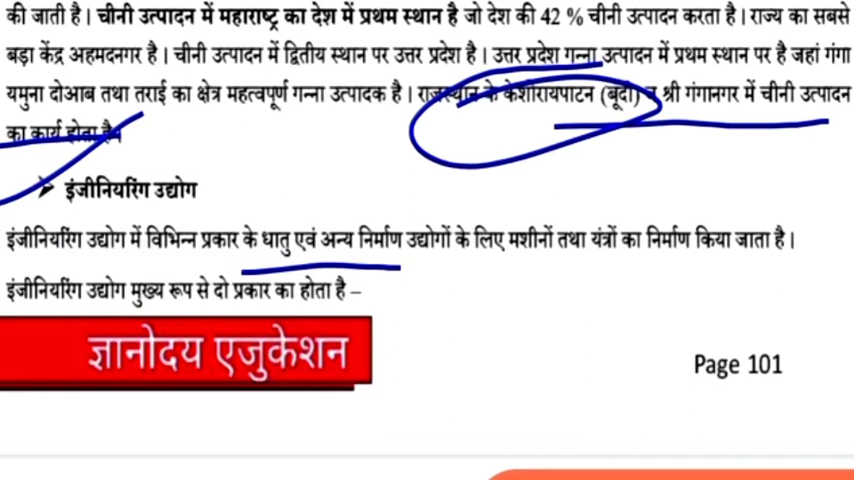 की जाती है। चीनी उत्पादन में महाराष्ट्र का देश में प्रथम स्थान है जो देश की 42 % चीनी उत्पादन करता है। राज्य का सबसे
बड़ा केंद्र अहमदनगर है। चीनी उत्पादन में द्वितीय स्थान पर उत्तर प्रदेश है। उत्तर प्रदेश गन्ना उत्पादन में प्रथम स्थान पर है जहां गंगा
यमुना दोआब तथा तराई का क्षेत्र महत्वपूर्ण गन्ना उत्पादक है। राजस्थान के केशोरायपाटन (बूंदी) व श्री गंगानगर में चीनी उत्पादन
का कार्य होता है।
➤ इंजीनियरिंग उद्योग
इंजीनियरिंग उद्योग में विभिन्न प्रकार के धातु एवं अन्य निर्माण उद्योगों के लिए मशीनों तथा यंत्रों का निर्माण किया जाता है।
इंजीनियरिंग उद्योग मुख्य रूप से दो प्रकार का होता है –
ज्ञानोदय एजुकेशन
Page 101